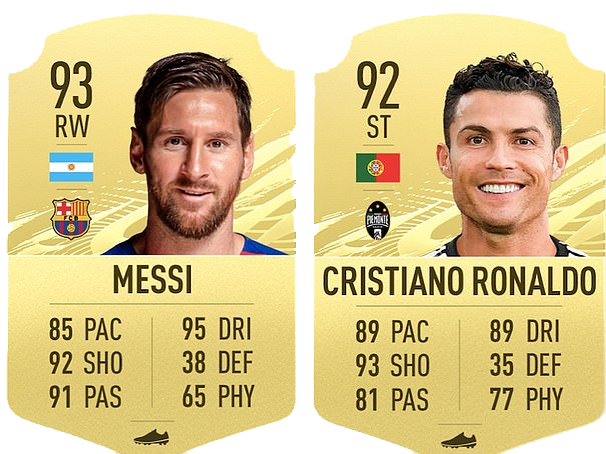 93
RW
MESSI
85 PAC 95 DRI
92 SHO 38 DEF
91 PAS 65 PHY
92
ST
PIEMONTE
CRISTIANO RONALDO
89 PAC 89 DRI
93 SHO 35 DEF
81 PAS 77 PHY